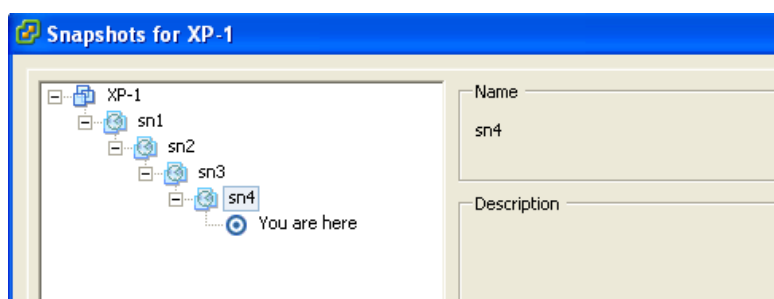 Snapshots for XP-1
XP-1
sn1
sn2
sn3
sn4
You are here
Name
sn4
Description